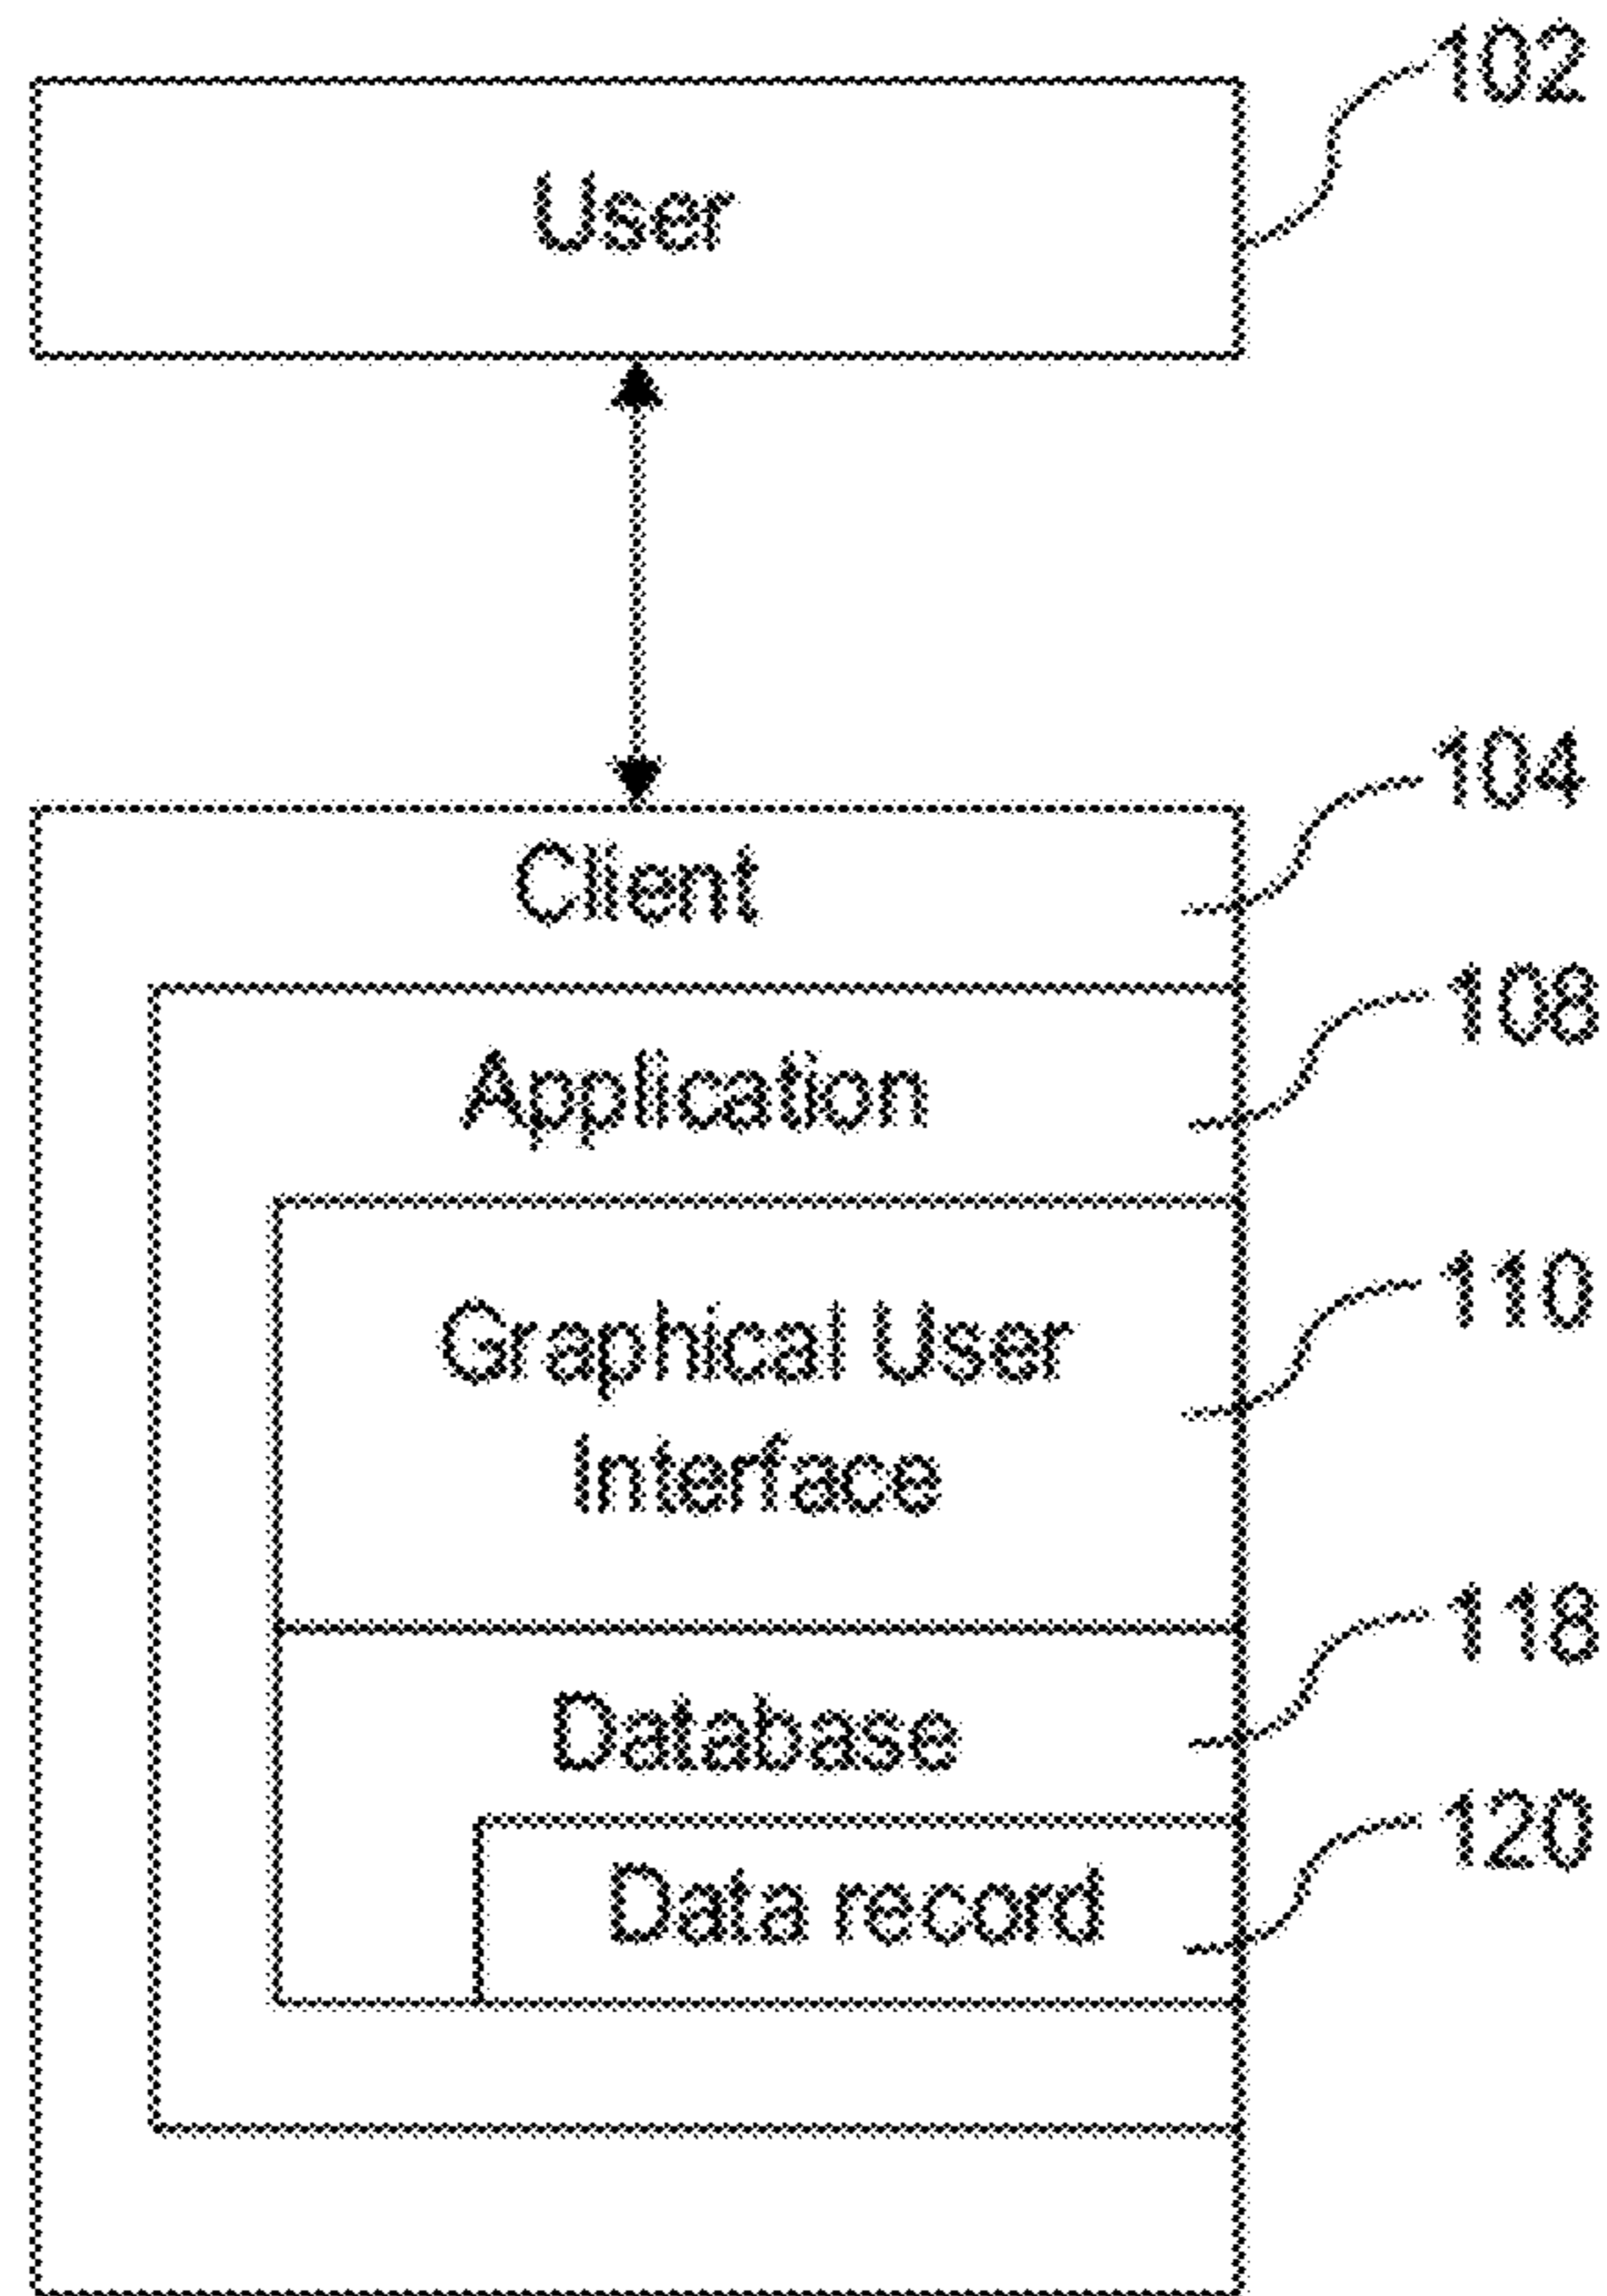 102
User
104
Client
108
Application
110
Graphical User
Interface
118
Database
120
Data record